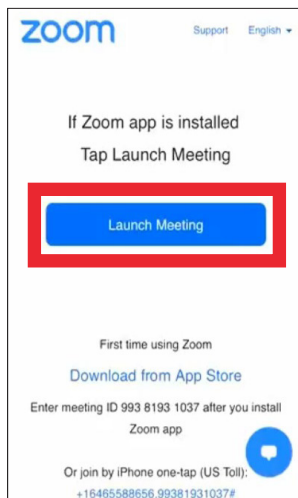 zoom Support English
If Zoom app is installed
Tap Launch Meeting
Launch Meeting
First time using Zoom
Download from App Store
Enter meeting ID 993 8193 1037 after you install
Zoom app
Or join by iPhone one-tap (US Toll):
+16465588656,99381931037#